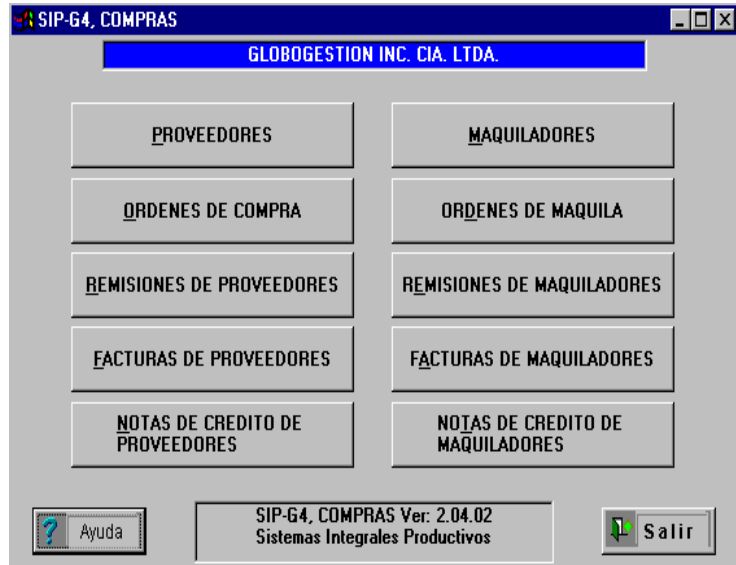 SIP-G4, COMPRAS
GLOBOGESTION INC. CIA. LTDA.
PROVEEDORES
MAQUILADORES
ORDENES DE COMPRA
ORDENES DE MAQUILA
REMISIONES DE PROVEEDORES
REMISIONES DE MAQUILADORES
FACTURAS DE PROVEEDORES
FACTURAS DE MAQUILADORES
NOTAS DE CREDITO DE
PROVEEDORES
NOTAS DE CREDITO DE
MAQUILADORES
Ayuda
SIP-G4, COMPRAS Ver: 2.04.02
Sistemas Integrales Productivos
Salir